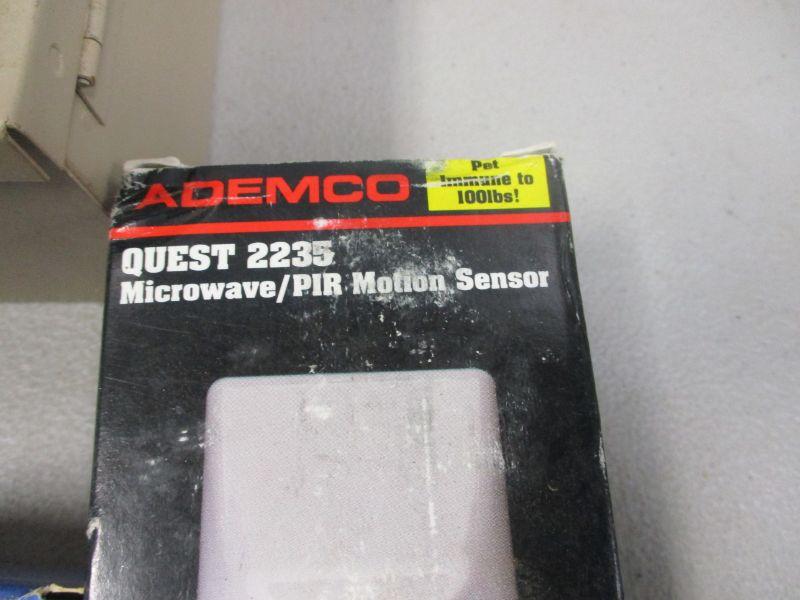 ADEMCO
Pet
Immune to
100lbs!
QUEST 2235
Microwave/PIR Motion Sensor